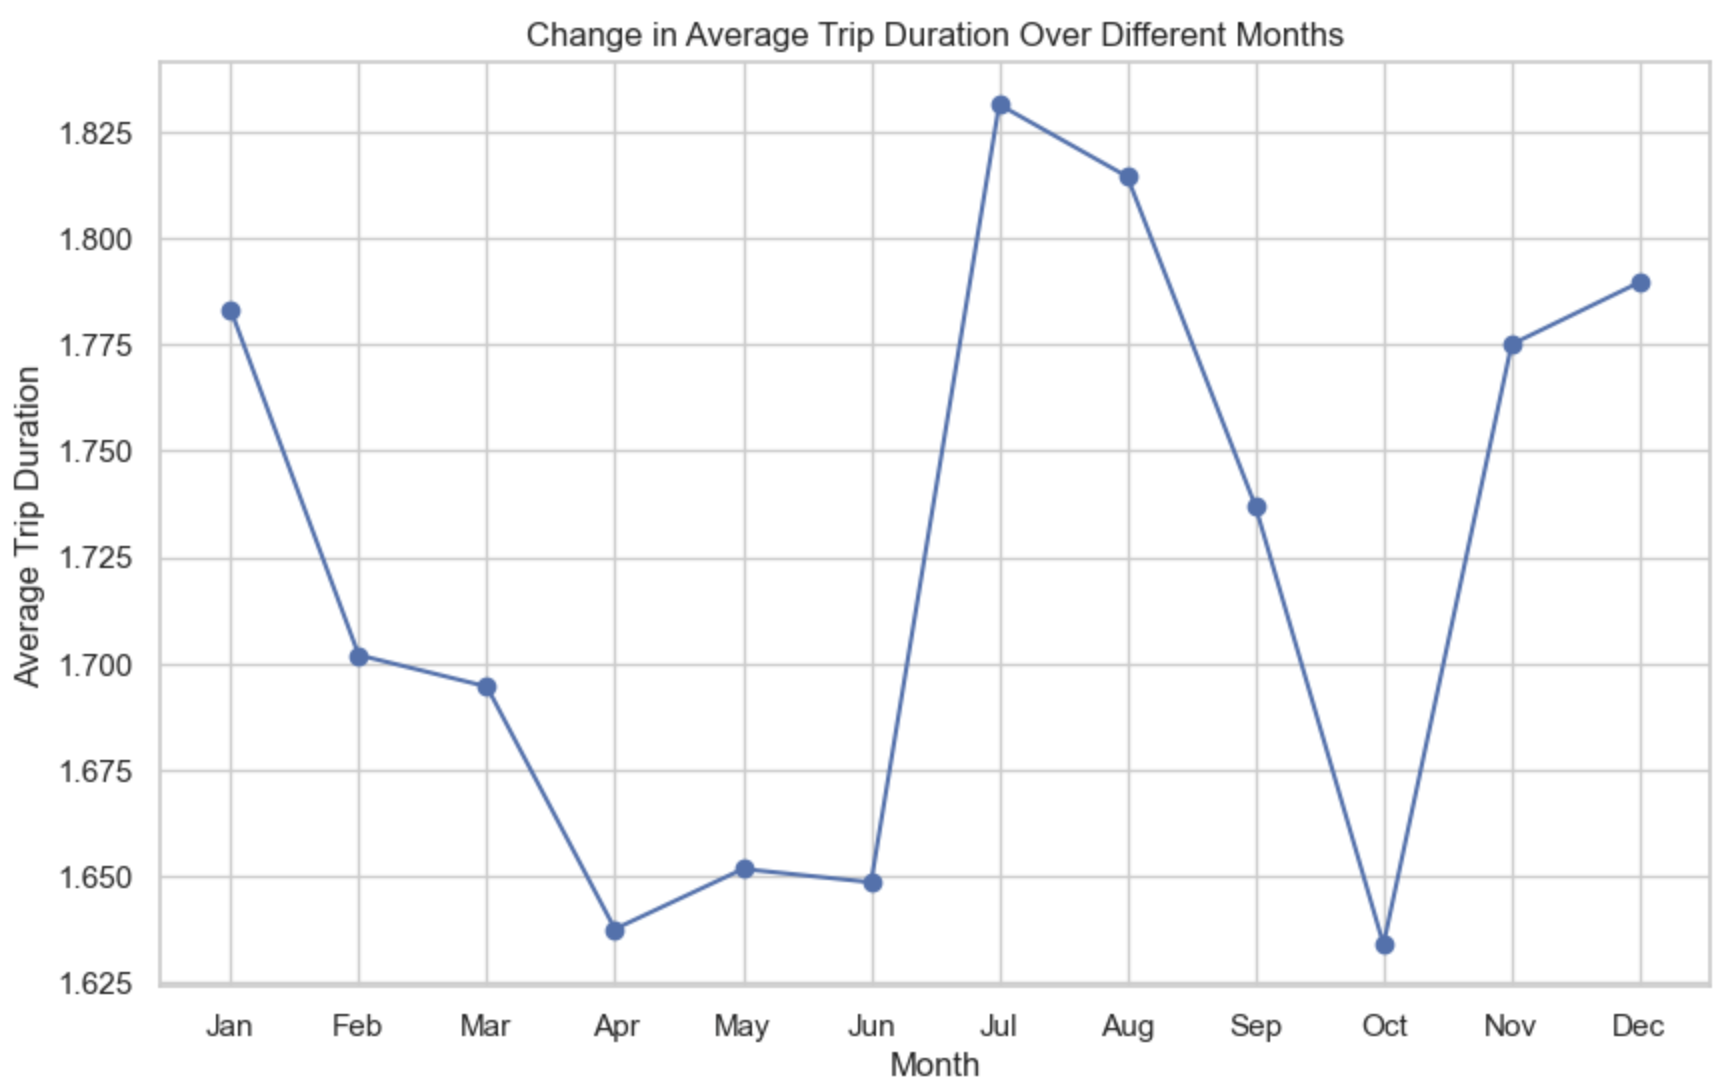 Change in Average Trip Duration Over Different Months
1.825
1.800
1.775
1.750
1.725
1.700
1.675
1.650
1.625
Average Trip Duration
Jan Feb Mar Apr May Jun Jul Aug Sep Oct Nov Dec
Month